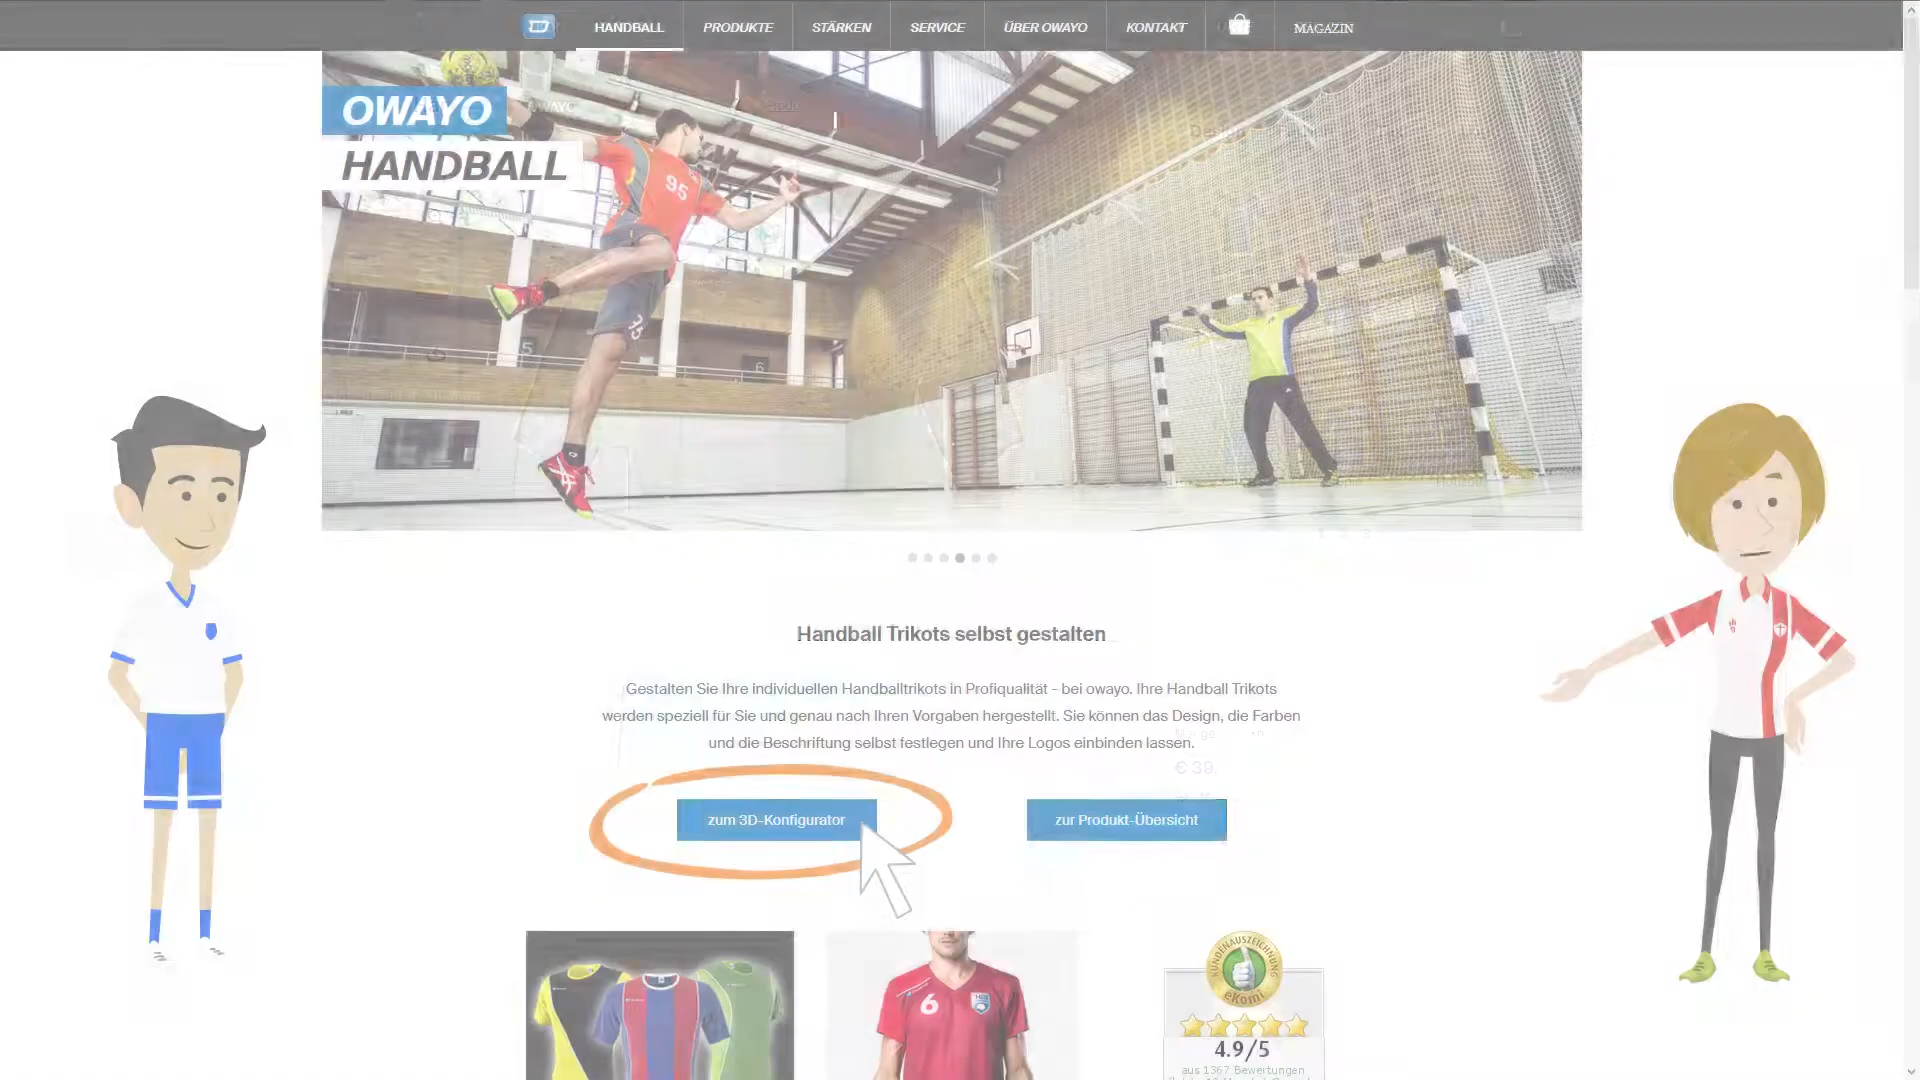 HANDBALL PRODUKTE STÄRKEN SERVICE ÜBER OWAYO KONTAKT MAGAZIN
OWAYO
HANDBALL
95
Handball Trikots selbst gestalten
Gestalten Sie Ihre individuellen Handballtrikots in Profiqualität - bei owayo. Ihre Handball Trikots
werden speziell für Sie und genau nach Ihren Vorgaben hergestellt. Sie können das Design, die Farben
und die Beschriftung selbst festlegen und Ihre Logos einbinden lassen.
€ 39,
zum 3D-Konfigurator
zur Produkt-Übersicht
6
KUNDENAUSZEICHNUNG
eKomi
4.9/5
aus 1367 Bewertungen